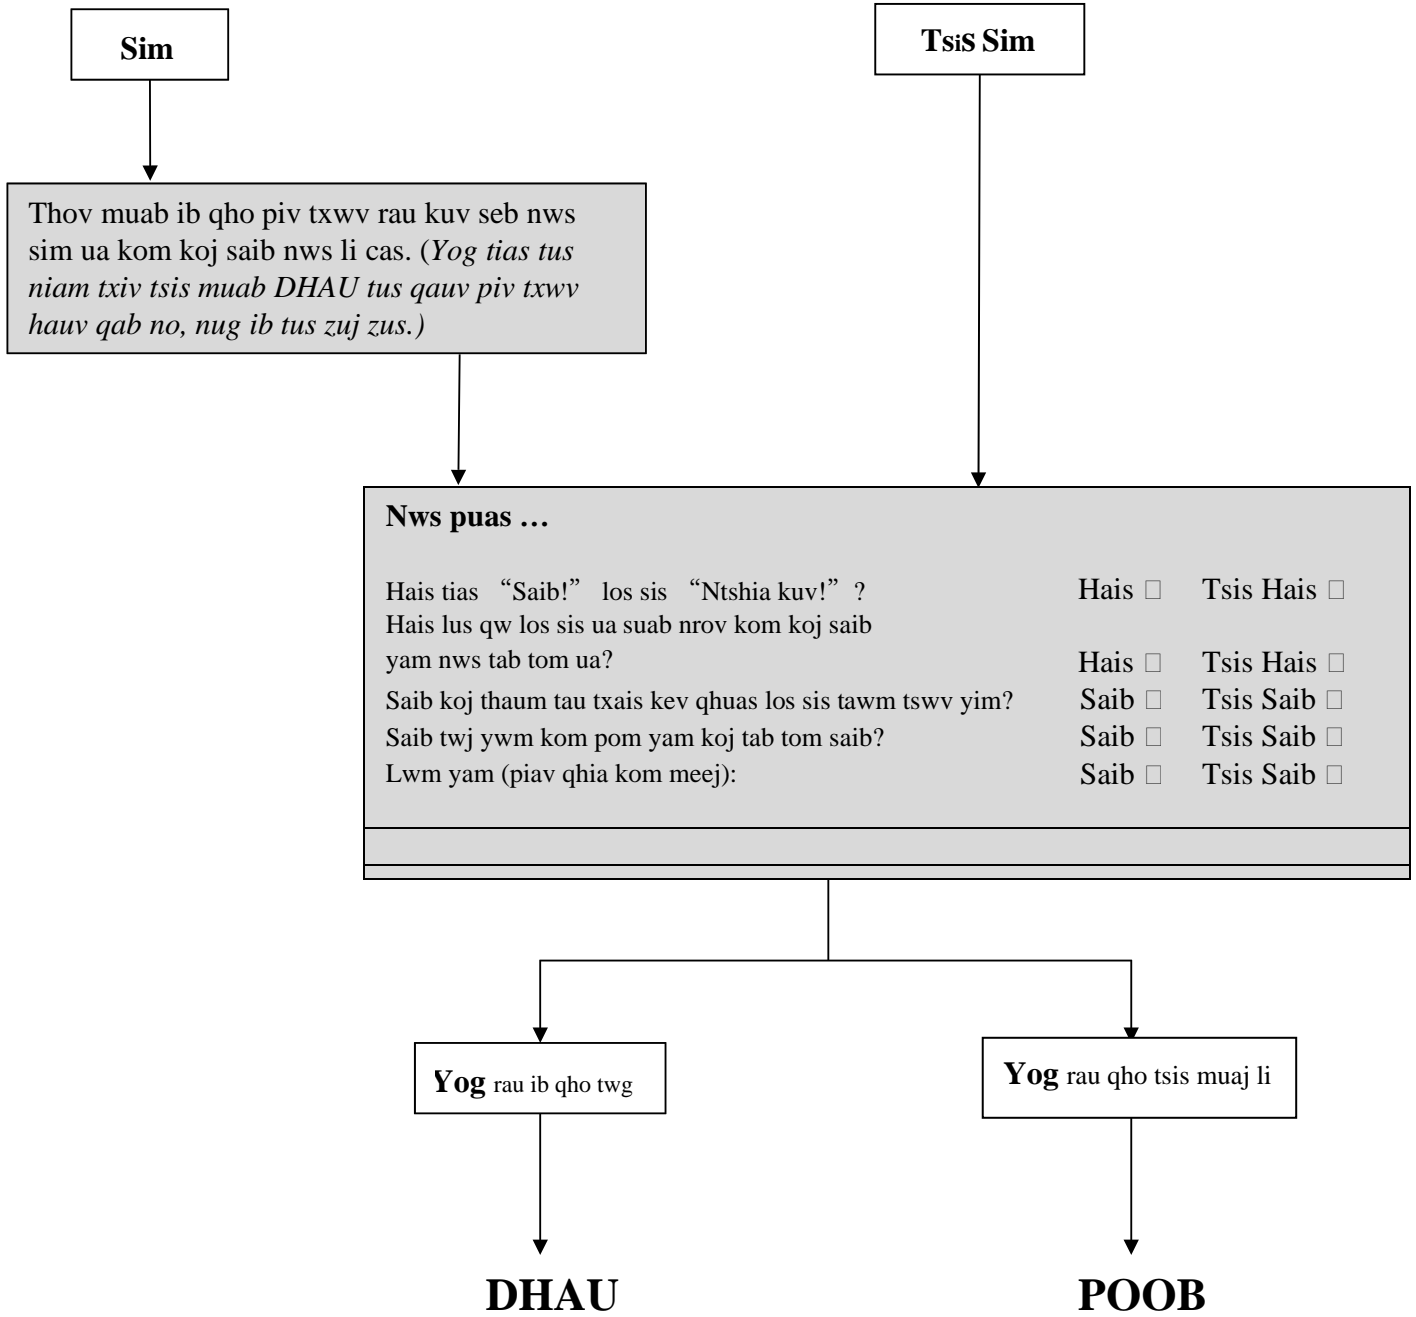 Sim
Tsis Sim
Thov muab ib qho piv txwv rau kuv seb nws
sim ua kom koj saib nws li cas. (Yog tias tus
niam txiv tsis muab DHAU tus qauv piv txwv
hauv qab no, nug ib tus zuj zus.)
Nws puas …
Hais tias “Saib!” los sis “Ntshia kuv!” ? Hais □ Tsis Hais □
Hais lus qw los sis ua suab nrov kom koj saib
yam nws tab tom ua? Hais □ Tsis Hais □
Saib koj thaum tau txais kev qhuas los sis tawm tswv yim? Saib □ Tsis Saib □
Saib twj ywm kom pom yam koj tab tom saib? Saib □ Tsis Saib □
Lwm yam (piav qhia kom meej): Saib □ Tsis Saib □
Yog rau ib qho twg
Yog rau qho tsis muaj li
DHAU
POOB